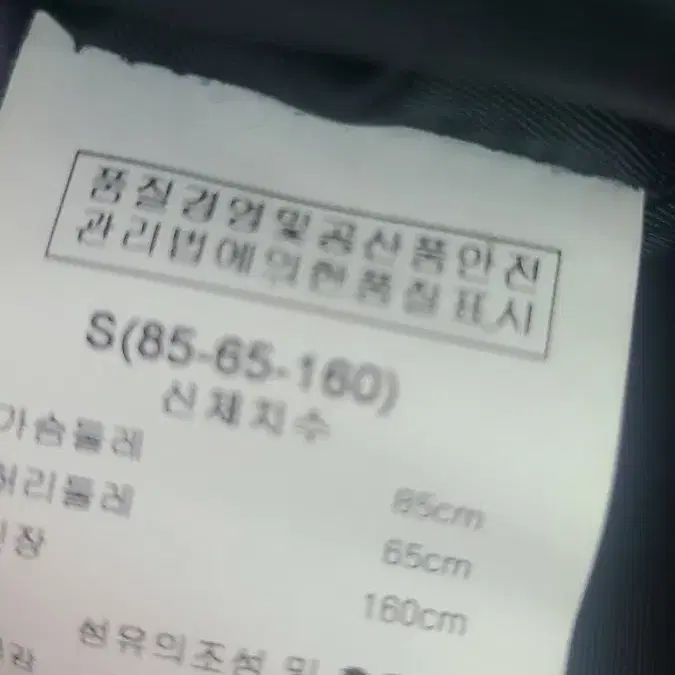 품질경영및공산품안전
관리법에의한품질표시
S(85-65-160)
신체치수
가슴둘레 85cm
허리둘레 65cm
신장 160cm
섬유의조성 및